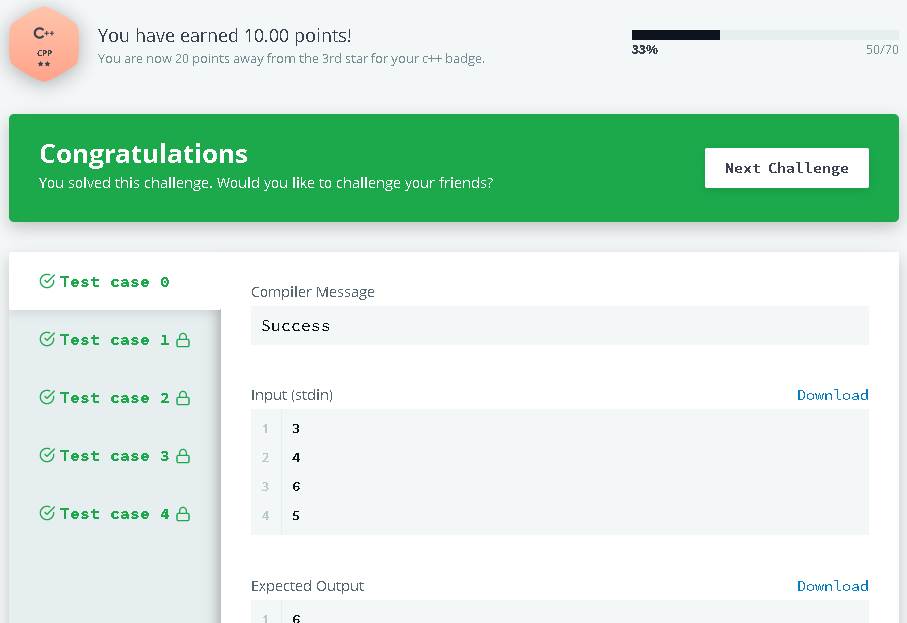 C++
CPP
★★
You have earned 10.00 points!
You are now 20 points away from the 3rd star for your c++ badge.
33%
50/70
Congratulations
You solved this challenge. Would you like to challenge your friends?
Next Challenge
Test case 0
Test case 1
Test case 2
Test case 3
Test case 4
Compiler Message
Success
Input (stdin)
Download
1 3
2 4
3 6
4 5
Expected Output
Download
1 6